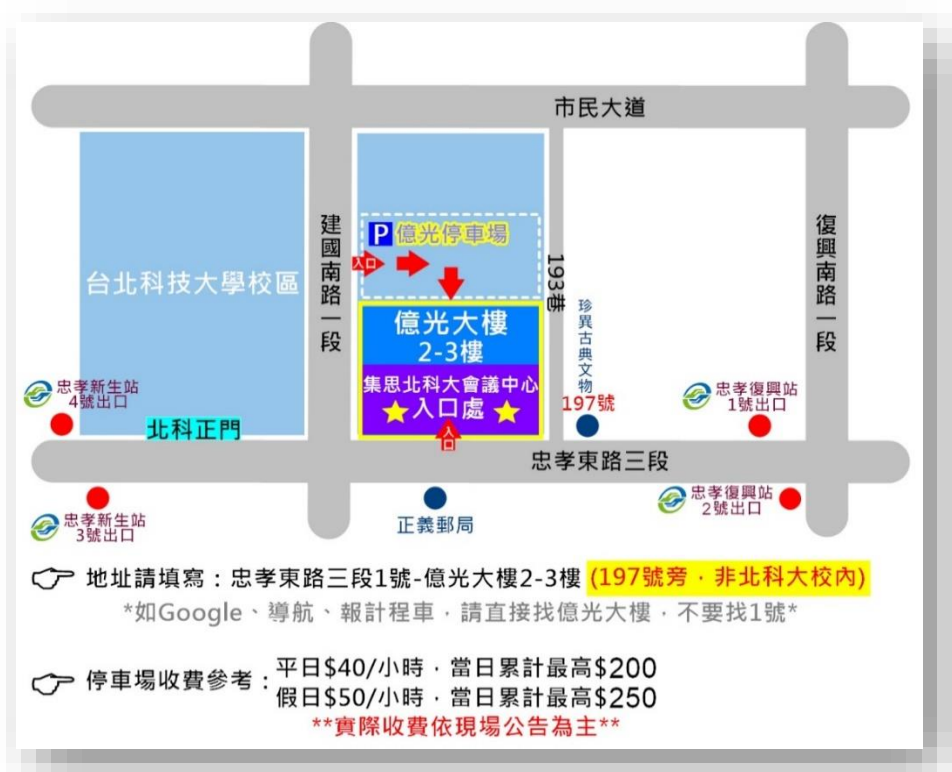 市民大道
建國南路一段
復興南路一段
P 億光停車場
入口
台北科技大學校區
193巷
億光大樓
2-3樓
珍異古典文物
197號
集思北科大會議中心
入口處
入口
忠孝新生站
4號出口
忠孝復興站
1號出口
北科正門
忠孝東路三段
忠孝新生站
3號出口
正義郵局
忠孝復興站
2號出口
地址請填寫：忠孝東路三段1號-億光大樓2-3樓 (197號旁，非北科大校內)
*如Google、導航、報計程車，請直接找億光大樓，不要找1號*
停車場收費參考：平日$40/小時，當日累計最高$200
假日$50/小時，當日累計最高$250
**實際收費依現場公告為主**